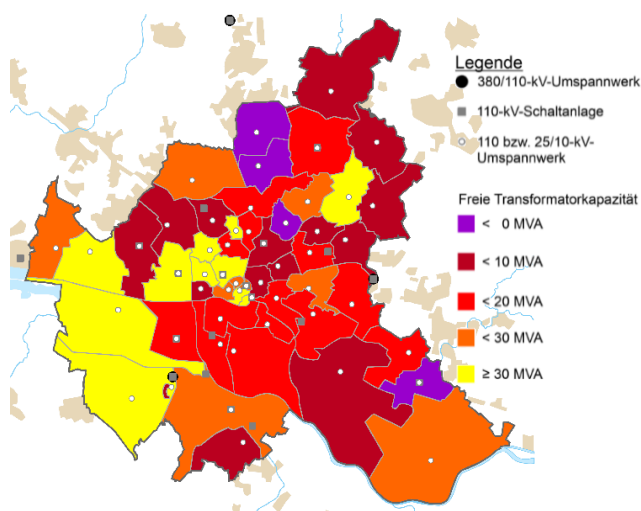 Legende
380/110-kV-Umspannwerk
110-kV-Schaltanlage
110 bzw. 25/10-kV-
Umspannwerk
Freie Transformatorkapazität
< 0 MVA
< 10 MVA
< 20 MVA
< 30 MVA
≥ 30 MVA